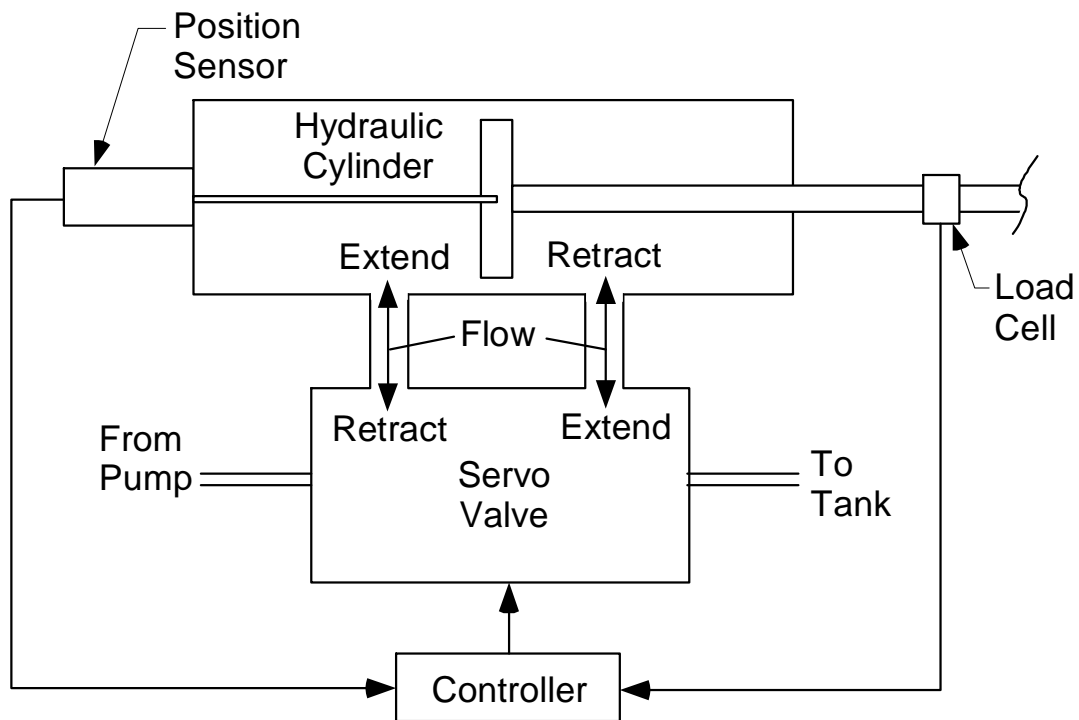 Position
Sensor
Hydraulic
Cylinder
Extend
Retract
Load
Cell
Flow
Retract
Extend
From
Pump
Servo
Valve
To
Tank
Controller